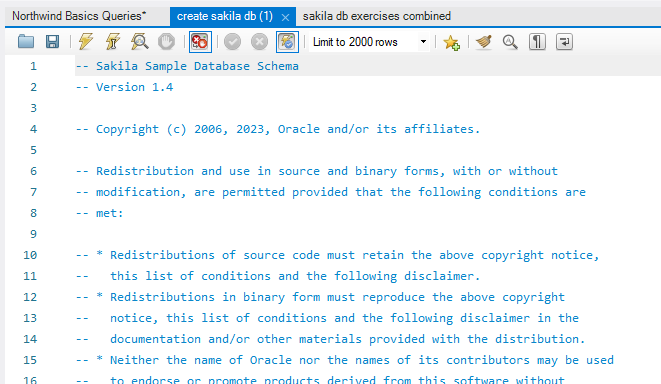 Northwind Basics Queries* create sakila db (1) sakila db exercises combined
Limit to 2000 rows
1 -- Sakila Sample Database Schema
2 -- Version 1.4
3
4 -- Copyright (c) 2006, 2023, Oracle and/or its affiliates.
5
6 -- Redistribution and use in source and binary forms, with or without
7 -- modification, are permitted provided that the following conditions are
8 -- met:
9
10 -- * Redistributions of source code must retain the above copyright notice,
11 --   this list of conditions and the following disclaimer.
12 -- * Redistributions in binary form must reproduce the above copyright
13 --   notice, this list of conditions and the following disclaimer in the
14 --   documentation and/or other materials provided with the distribution.
15 -- * Neither the name of Oracle nor the names of its contributors may be used
16 --   to endorse or promote products derived from this software without